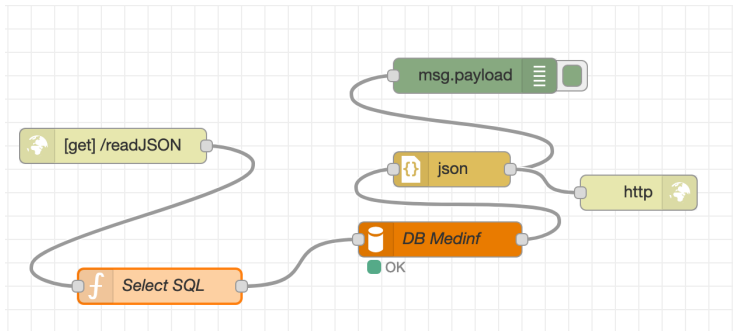 msg.payload
[get] /readJSON
json
http
DB Medinf
OK
Select SQL